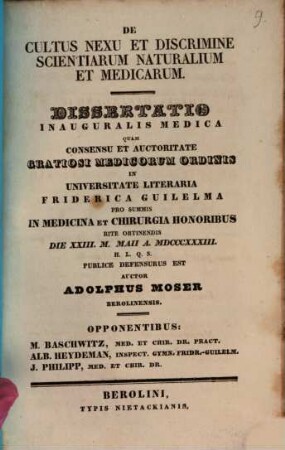 9.
DE
CULTUS NEXU ET DISCRIMINE
SCIENTIARUM NATURALIUM
ET MEDICARUM.
DISSERTATIO
INAUGURALIS MEDICA
QUAM
CONSENSU ET AUCTORITATE
GRATIOSI MEDICORUM ORDINIS
IN
UNIVERSITATE LITERARIA
FRIDERICA GUILELMA
PRO SUMMIS
IN MEDICINA ET CHIRURGIA HONORIBUS
RITE OBTINENDIS
DIE XXIII. M. MAII A. MDCCCXXXIII.
H. L. Q. S.
PUBLICE DEFENSURUS EST
AUCTOR
ADOLPHUS MOSER
BEROLINENSIS.
OPPONENTIBUS:
M. BASCHWITZ, MED. ET CHIR. DR. PRACT.
ALB. HEYDEMAN, INSPECT. GYMN. FRIDR.-GUILELM.
J. PHILIPP, MED. ET CHIR. DR.
BEROLINI,
TYPIS NIETACKIANIS.